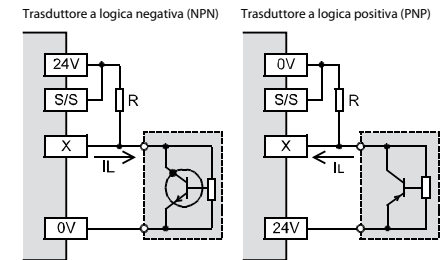 Trasduttore a logica negativa (NPN)
Trasduttore a logica positiva (PNP)
24V
S/S
R
X
IL
0V
0V
S/S
R
X
IL
24V